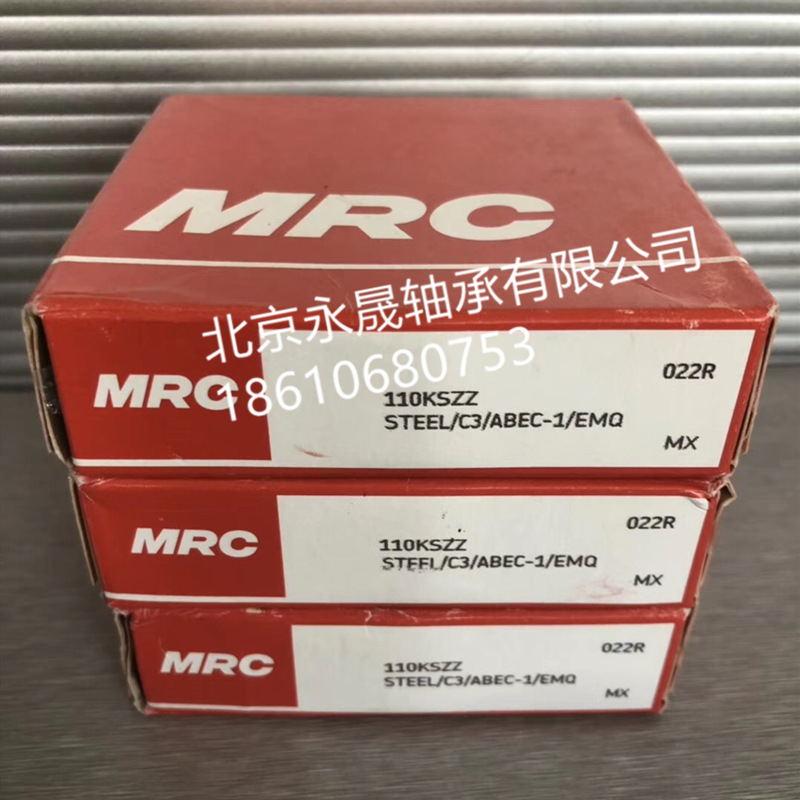 MRC
北京永晟轴承有限公司
18610680753
MRC
022R
110KSZZ
STEEL/C3/ABEC-1/EMQ
MX
MRC
022R
110KSZZ
STEEL/C3/ABEC-1/EMQ
MX
MRC
022R
110KSZZ
STEEL/C3/ABEC-1/EMQ
MX